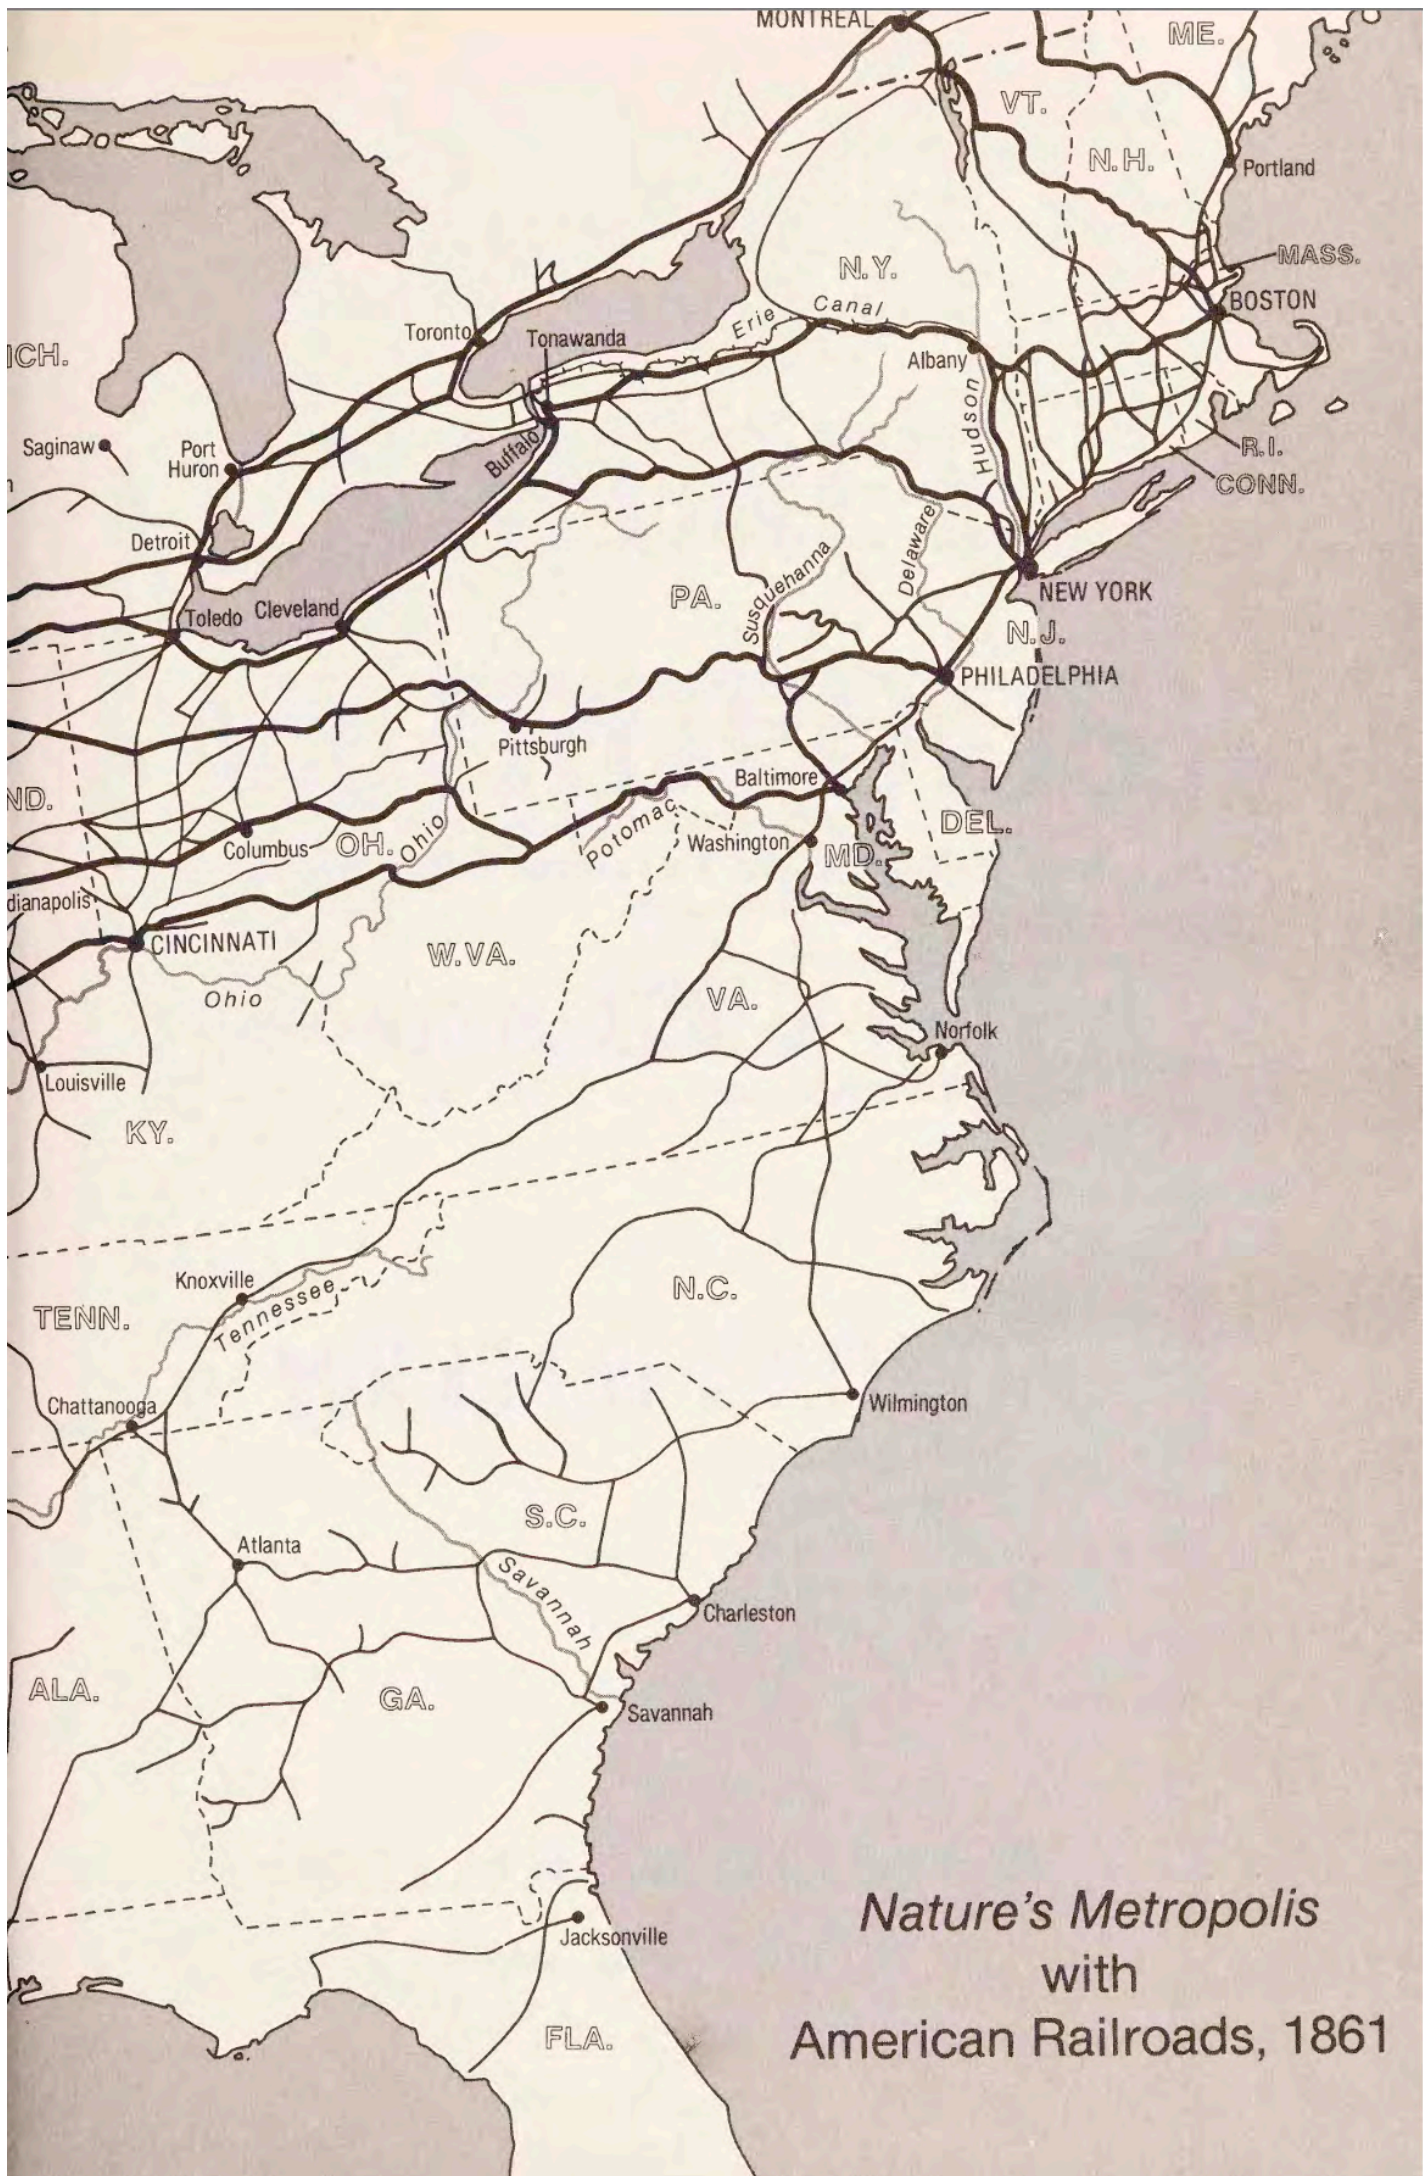 MONTREAL
ME.
VT.
N.H.
Portland
N.Y.
MASS.
BOSTON
Erie Canal
Toronto
Tonawanda
Albany
ICH.
Hudson
Saginaw
Port
Huron
Buffalo
R.I.
CONN.
Detroit
Delaware
Susquehanna
PA.
NEW YORK
Toledo
Cleveland
N.J.
PHILADELPHIA
Pittsburgh
Baltimore
ND.
Columbus
OH.
Ohio
Potomac
Washington
MD.
DEL.
dianapolis
CINCINNATI
W.VA.
Ohio
VA.
Norfolk
Louisville
KY.
Knoxville
Tennessee
N.C.
TENN.
Chattanooga
Wilmington
S.C.
Atlanta
Savannah
Charleston
ALA.
GA.
Savannah
Jacksonville
FLA.
Nature's Metropolis
with
American Railroads, 1861